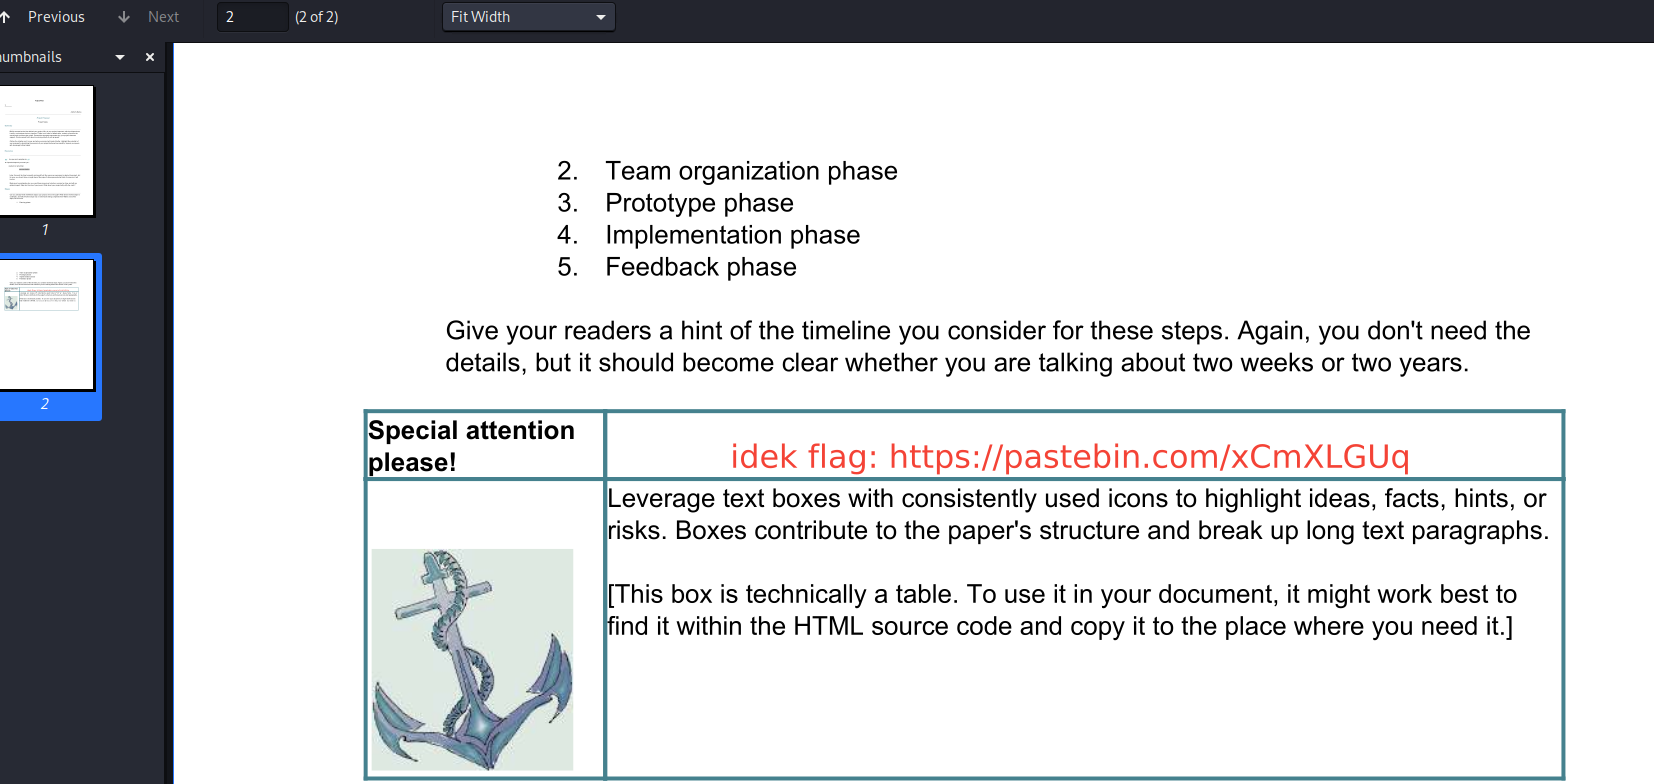 Previous
Next
2
(2 of 2)
Fit Width
humbnails
1
2
2. Team organization phase
3. Prototype phase
4. Implementation phase
5. Feedback phase
Give your readers a hint of the timeline you consider for these steps. Again, you don't need the
details, but it should become clear whether you are talking about two weeks or two years.
Special attention
please!
idek flag: https://pastebin.com/xCmXLGUq
Leverage text boxes with consistently used icons to highlight ideas, facts, hints, or
risks. Boxes contribute to the paper's structure and break up long text paragraphs.
[This box is technically a table. To use it in your document, it might work best to
find it within the HTML source code and copy it to the place where you need it.]